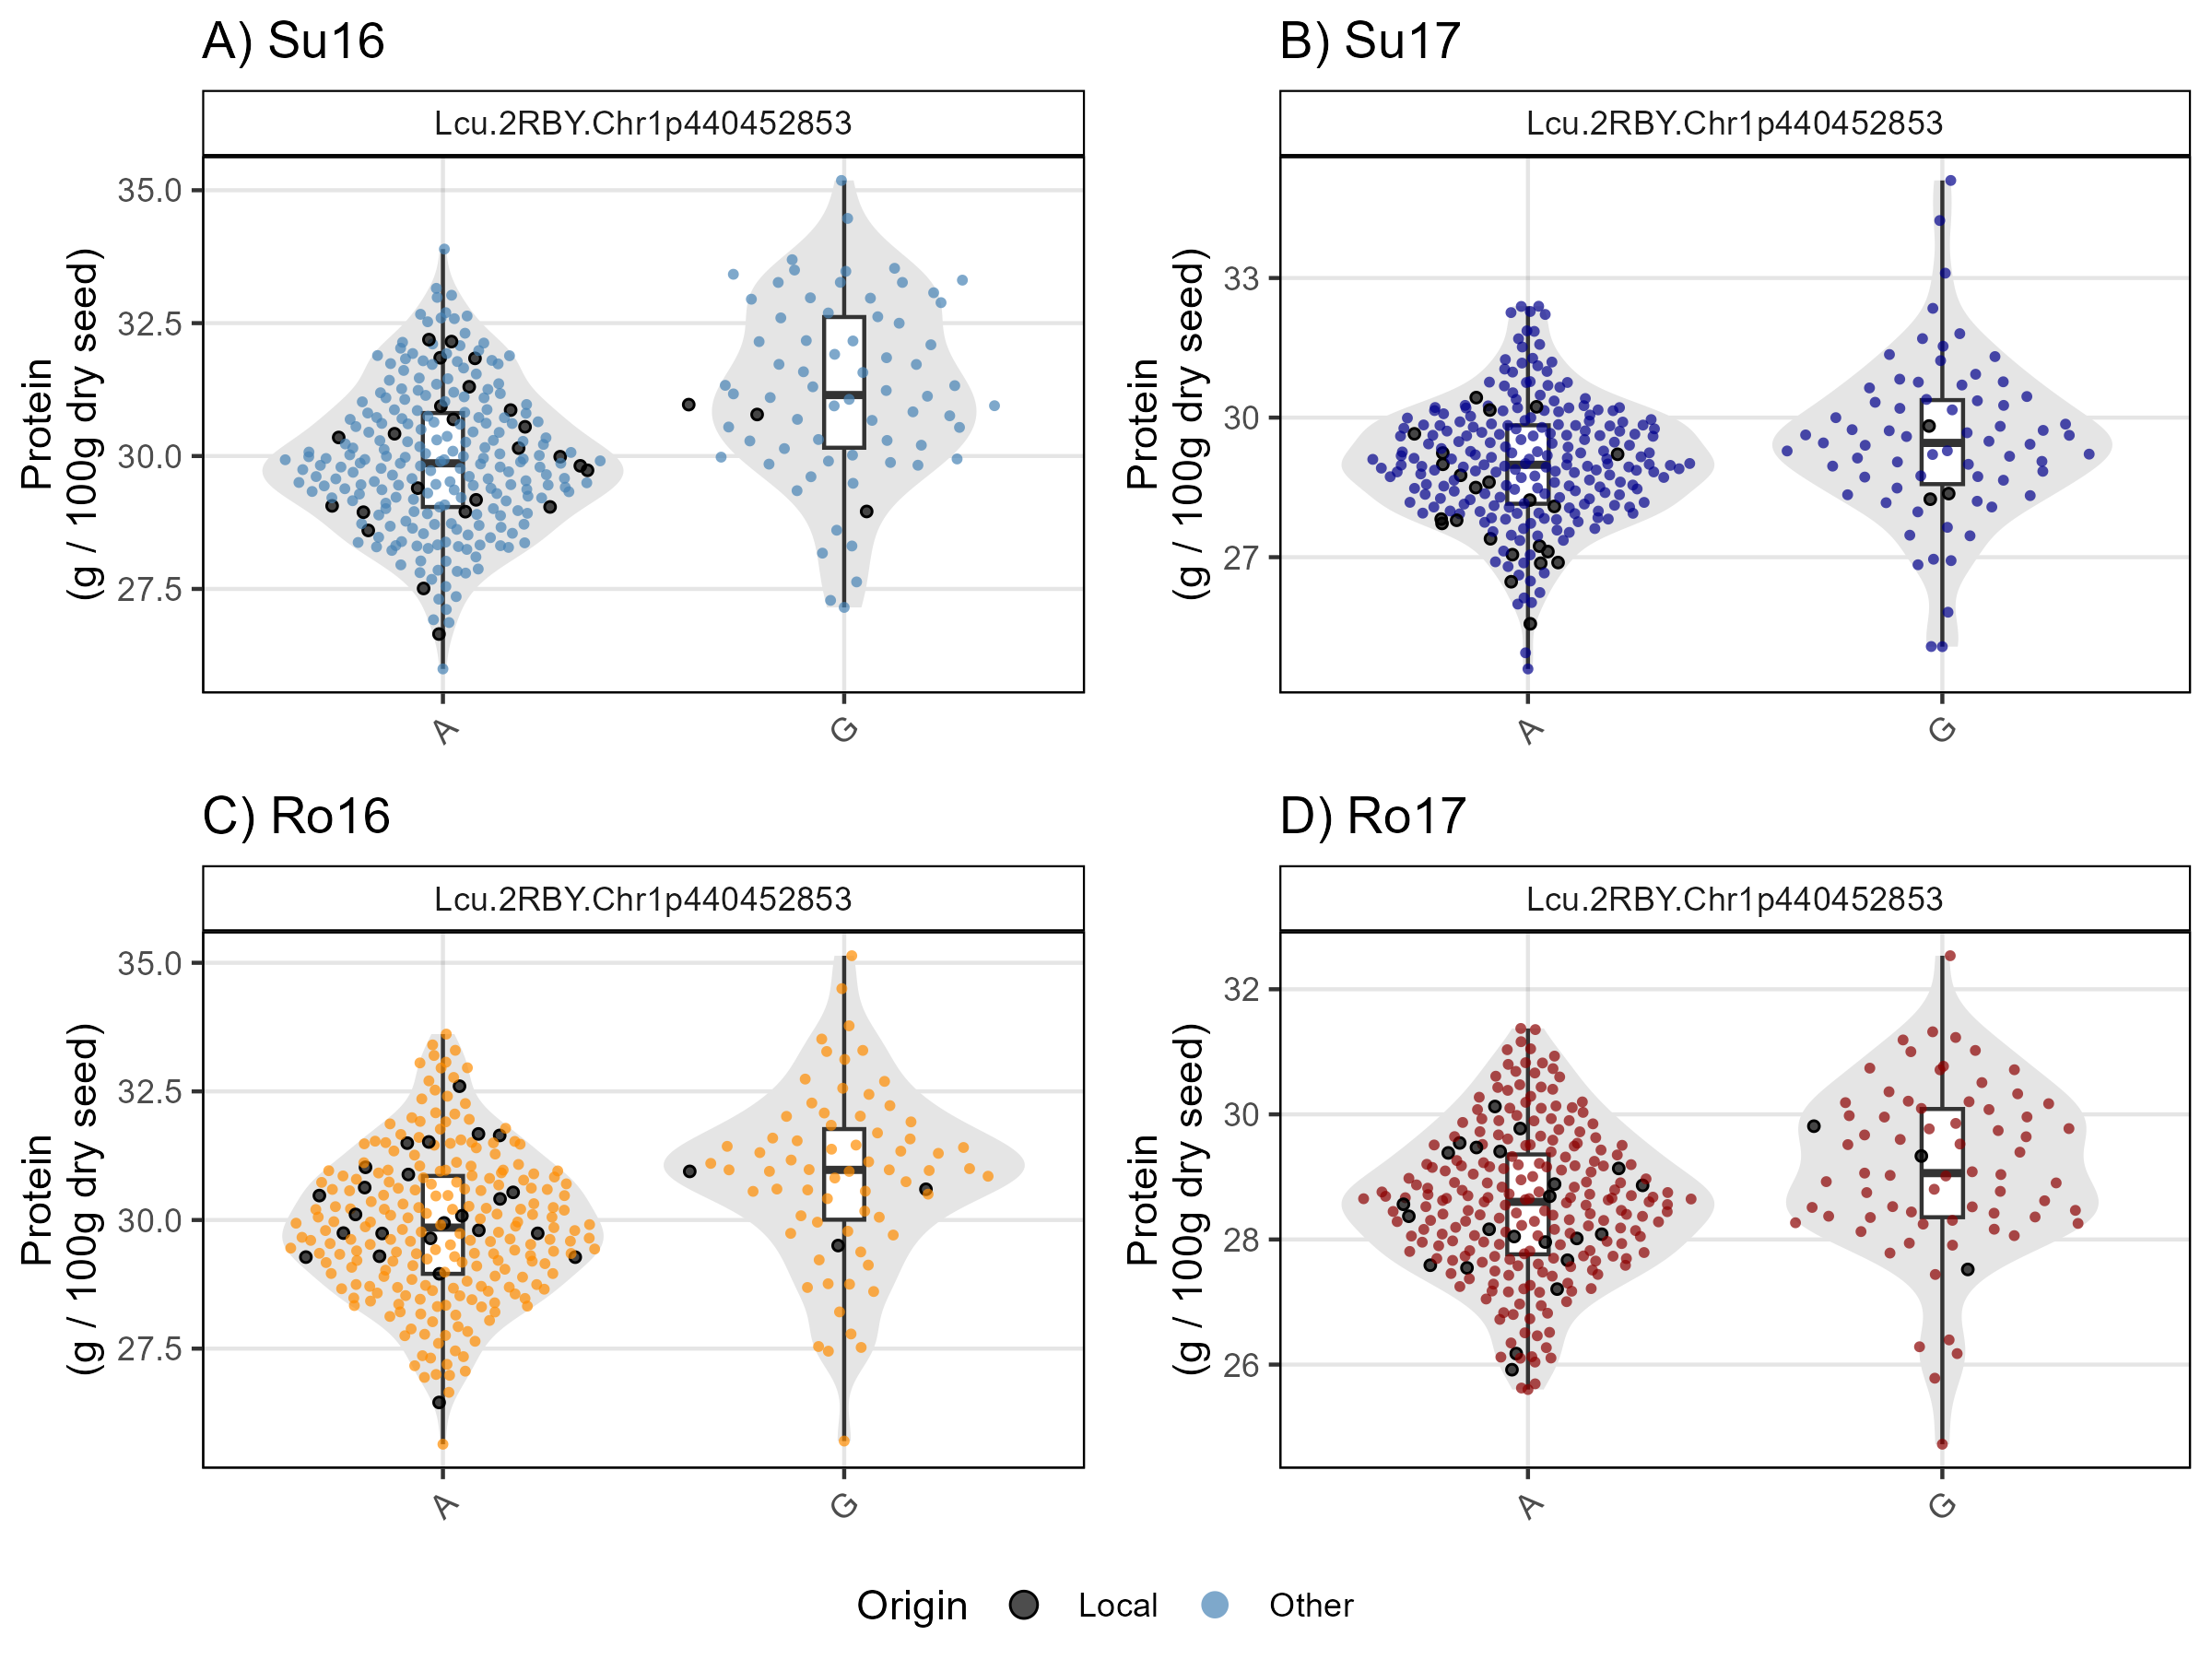 A) Su16
Lcu.2RBY.Chr1p440452853
Protein
(g / 100g dry seed)
35.0
32.5
30.0
27.5
A
G
B) Su17
Lcu.2RBY.Chr1p440452853
Protein
(g / 100g dry seed)
33
30
27
A
G
C) Ro16
Lcu.2RBY.Chr1p440452853
Protein
(g / 100g dry seed)
35.0
32.5
30.0
27.5
A
G
D) Ro17
Lcu.2RBY.Chr1p440452853
Protein
(g / 100g dry seed)
32
30
28
26
A
G
Origin Local Other